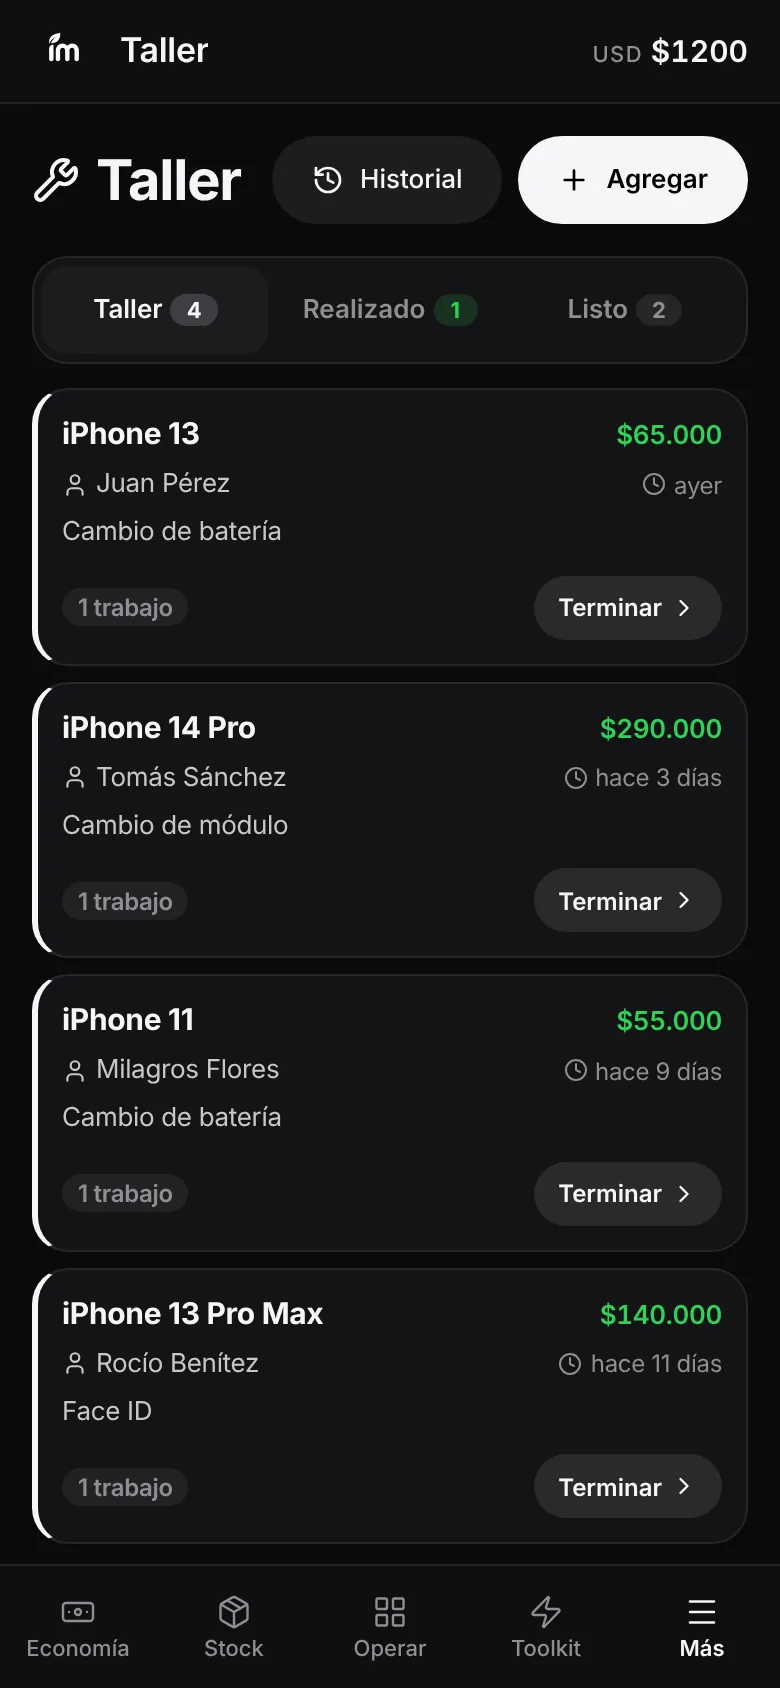 im Taller USD $1200
Taller Historial Agregar
Taller 4 Realizado 1 Listo 2
iPhone 13 $65.000
Juan Pérez ayer
Cambio de batería
1 trabajo Terminar
iPhone 14 Pro $290.000
Tomás Sánchez hace 3 días
Cambio de módulo
1 trabajo Terminar
iPhone 11 $55.000
Milagros Flores hace 9 días
Cambio de batería
1 trabajo Terminar
iPhone 13 Pro Max $140.000
Rocío Benítez hace 11 días
Face ID
1 trabajo Terminar
Economía Stock Operar Toolkit Más